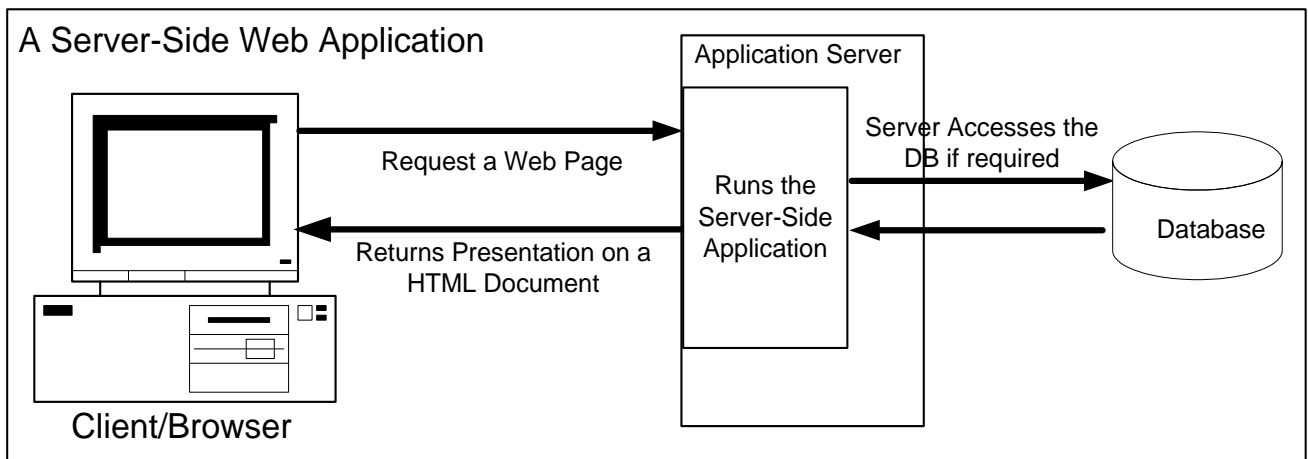 A Server-Side Web Application
Application Server
Request a Web Page
Server Accesses the
DB if required
Runs the
Server-Side
Application
Returns Presentation on a
HTML Document
Database
Client/Browser